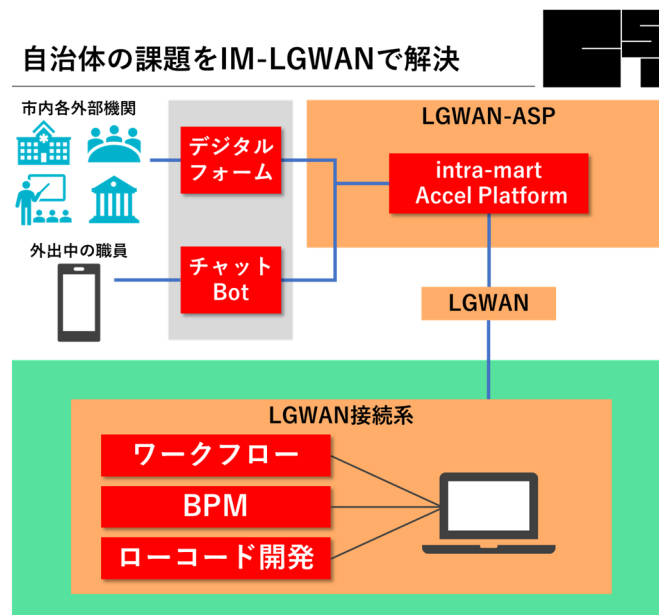 自治体の課題をIM-LGWANで解決
市内各外部機関
デジタル
フォーム
LGWAN-ASP
intra-mart
Accel Platform
外出中の職員
チャット
Bot
LGWAN
LGWAN接続系
ワークフロー
BPM
ローコード開発